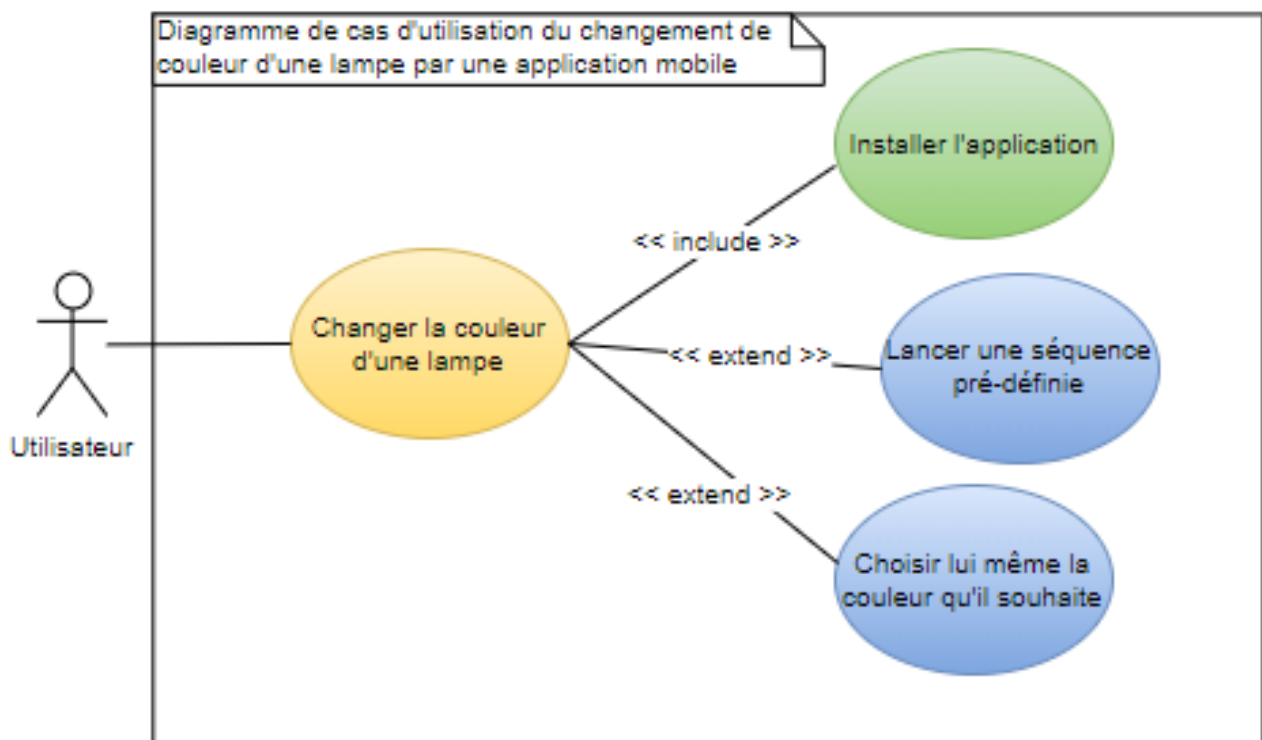 Diagramme de cas d'utilisation du changement de
couleur d'une lampe par une application mobile
Installer l'application
<< include >>
Changer la couleur
d'une lampe
<< extend >>
Lancer une séquence
pré-définie
Utilisateur
<< extend >>
Choisir lui même la
couleur qu'il souhaite